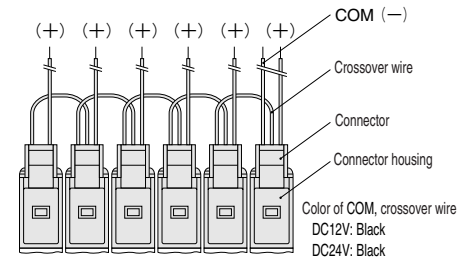 COM (−)
(+) (+) (+) (+) (+) (+)
Crossover wire
Connector
Connector housing
Color of COM, crossover wire
DC12V: Black
DC24V: Black